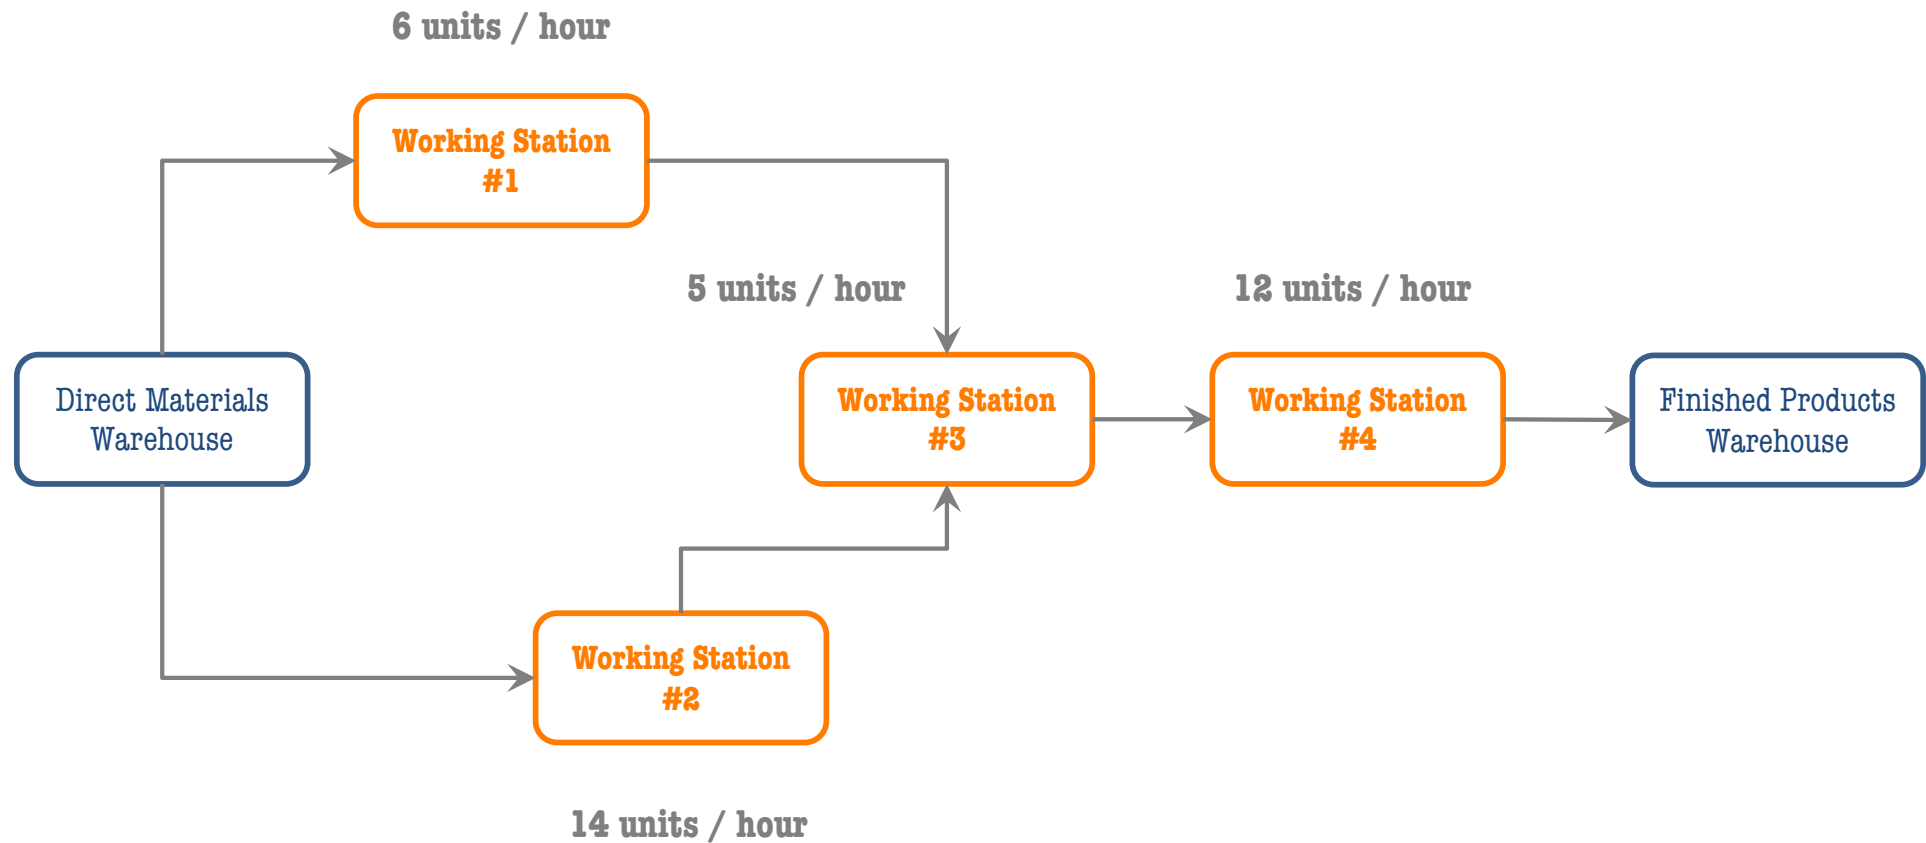 6 units / hour
Working Station
#1
5 units / hour
12 units / hour
Direct Materials
Warehouse
Working Station
#3
Working Station
#4
Finished Products
Warehouse
Working Station
#2
14 units / hour